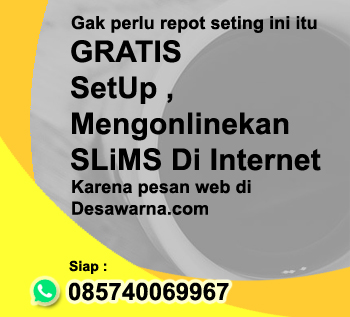 Gak perlu repot seting ini itu
GRATIS
SetUp ,
Mengonlinekan
SLiMS Di Internet
Karena pesan web di
Desawarna.com
Siap :
085740069967